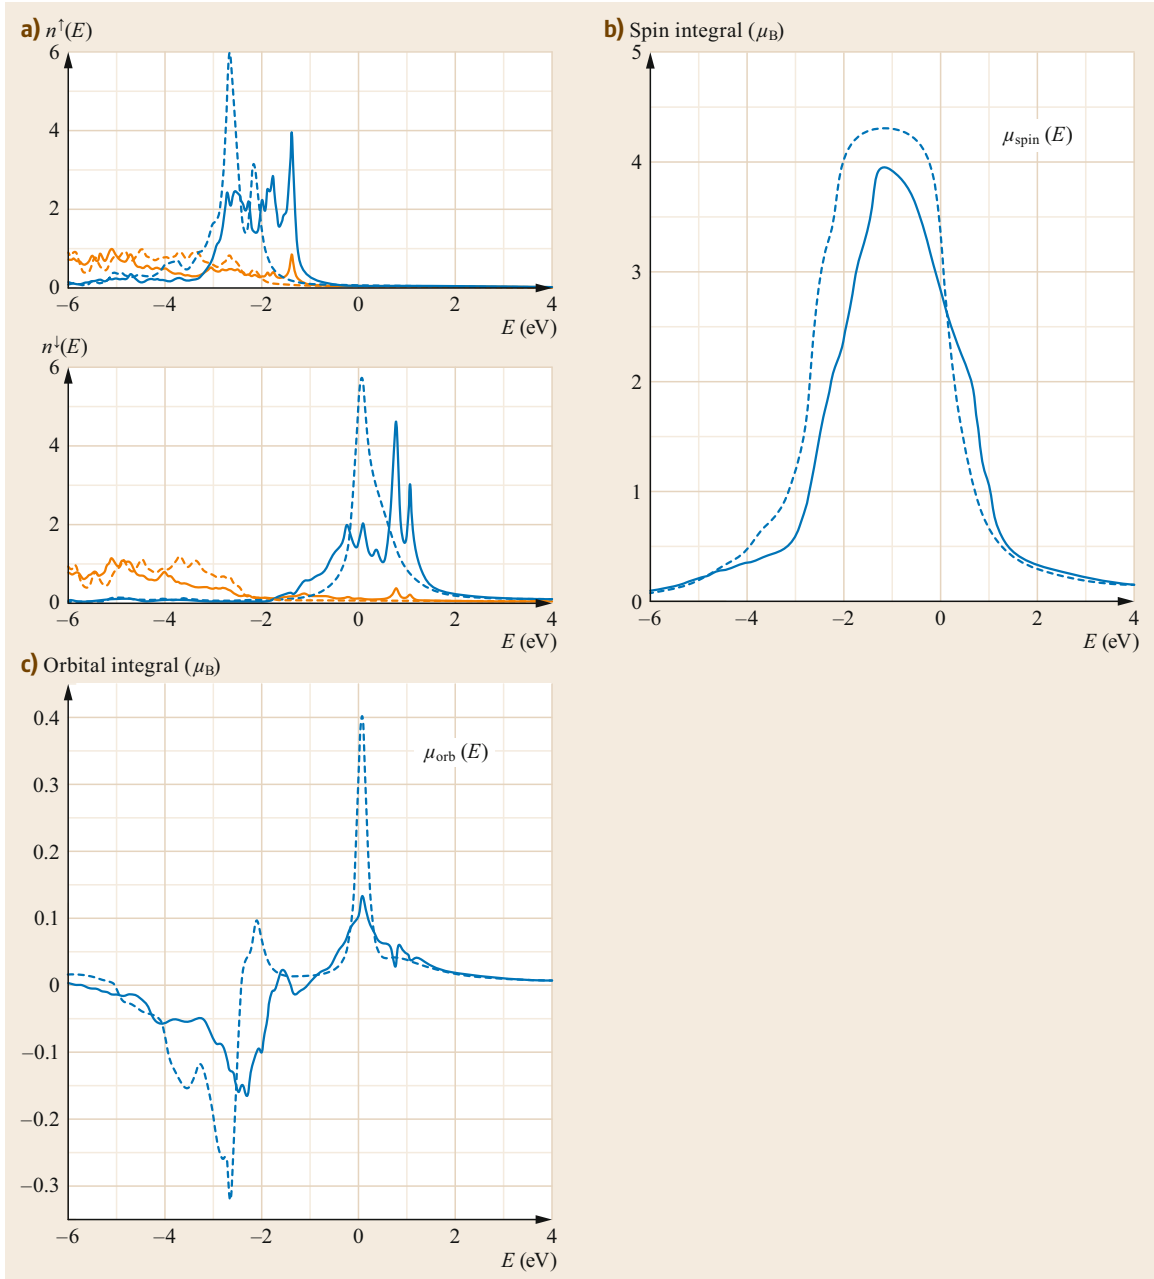 a) n↑(E)
6
4
2
0
−6 −4 −2 0 2 4
E (eV)
n↓(E)
6
4
2
0
−6 −4 −2 0 2 4
E (eV)
b) Spin integral (μB)
5
4
3
2
1
0
μspin (E)
−6 −4 −2 0 2 4
E (eV)
c) Orbital integral (μB)
0.4
0.3
0.2
0.1
0
−0.1
−0.2
−0.3
μorb (E)
−6 −4 −2 0 2 4
E (eV)